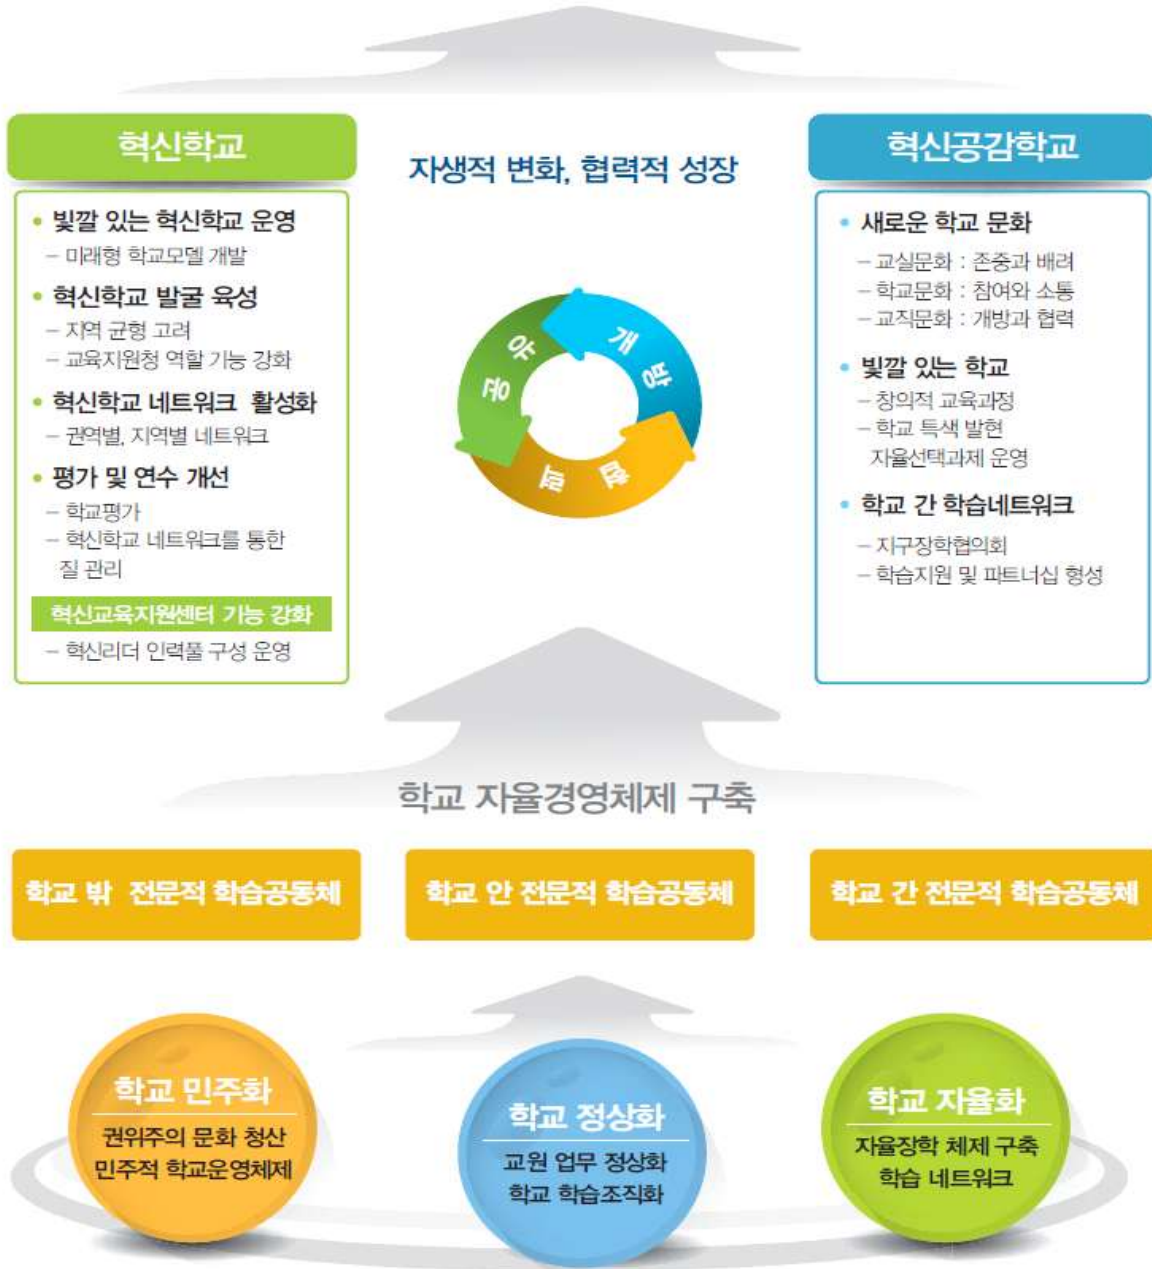 혁신학교
• 빛깔 있는 혁신학교 운영
– 미래형 학교모델 개발
• 혁신학교 발굴 육성
– 지역 균형 고려
– 교육지원청 역할 기능 강화
• 혁신학교 네트워크 활성화
– 권역별, 지역별 네트워크
• 평가 및 연수 개선
– 학교평가
– 혁신학교 네트워크를 통한
질 관리
혁신교육지원센터 기능 강화
– 혁신리더 인력풀 구성 운영
자생적 변화, 협력적 성장
공유
개방
협력
혁신공감학교
• 새로운 학교 문화
– 교실문화 : 존중과 배려
– 학교문화 : 참여와 소통
– 교직문화 : 개방과 협력
• 빛깔 있는 학교
– 창의적 교육과정
– 학교 특색 발현
자율선택과제 운영
• 학교 간 학습네트워크
– 지구장학협의회
– 학습지원 및 파트너십 형성
학교 자율경영체제 구축
학교 밖 전문적 학습공동체
학교 안 전문적 학습공동체
학교 간 전문적 학습공동체
학교 민주화
권위주의 문화 청산
민주적 학교운영체제
학교 정상화
교원 업무 정상화
학교 학습조직화
학교 자율화
자율장학 체제 구축
학습 네트워크